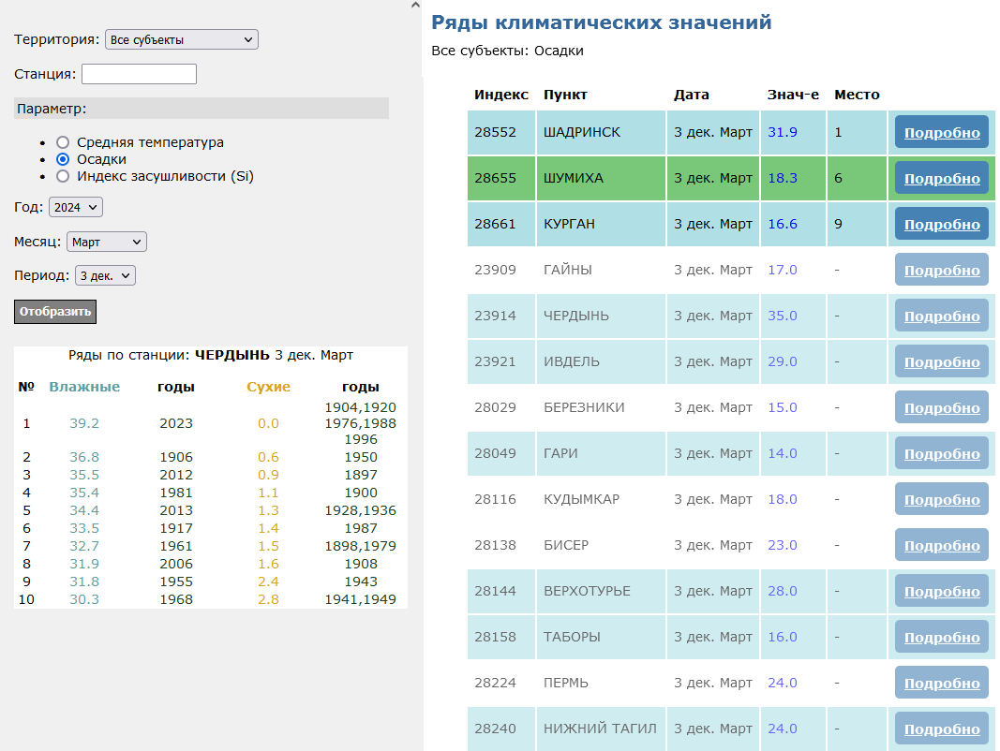 Территория: Все субъекты
Станция:
Параметр:
Средняя температура
Осадки
Индекс засушливости (Si)
Год: 2024
Месяц: Март
Период: 3 дек.
Отобразить
Ряды по станции: ЧЕРДЫНЬ 3 дек. Март
№ Влажные годы Сухие годы
1 39.2 2023 0.0 1904,1920
1976,1988
1996
2 36.8 1906 0.6 1950
3 35.5 2012 0.9 1897
4 35.4 1981 1.1 1900
5 34.4 2013 1.3 1928,1936
6 33.5 1917 1.4 1987
7 32.7 1961 1.5 1898,1979
8 31.9 2006 1.6 1908
9 31.8 1955 2.4 1943
10 30.3 1968 2.8 1941,1949
Ряды климатических значений
Все субъекты: Осадки
Индекс Пункт Дата Знач-е Место
28552 ШАДРИНСК 3 дек. Март 31.9 1 Подробно
28655 ШУМИХА 3 дек. Март 18.3 6 Подробно
28661 КУРГАН 3 дек. Март 16.6 9 Подробно
23909 ГАЙНЫ 3 дек. Март 17.0 - Подробно
23914 ЧЕРДЫНЬ 3 дек. Март 35.0 - Подробно
23921 ИВДЕЛЬ 3 дек. Март 29.0 - Подробно
28029 БЕРЕЗНИКИ 3 дек. Март 15.0 - Подробно
28049 ГАРИ 3 дек. Март 14.0 - Подробно
28116 КУДЫМКАР 3 дек. Март 18.0 - Подробно
28138 БИСЕР 3 дек. Март 23.0 - Подробно
28144 ВЕРХОТУРЬЕ 3 дек. Март 28.0 - Подробно
28158 ТАБОРЫ 3 дек. Март 16.0 - Подробно
28224 ПЕРМЬ 3 дек. Март 24.0 - Подробно
28240 НИЖНИЙ ТАГИЛ 3 дек. Март 24.0 - Подробно